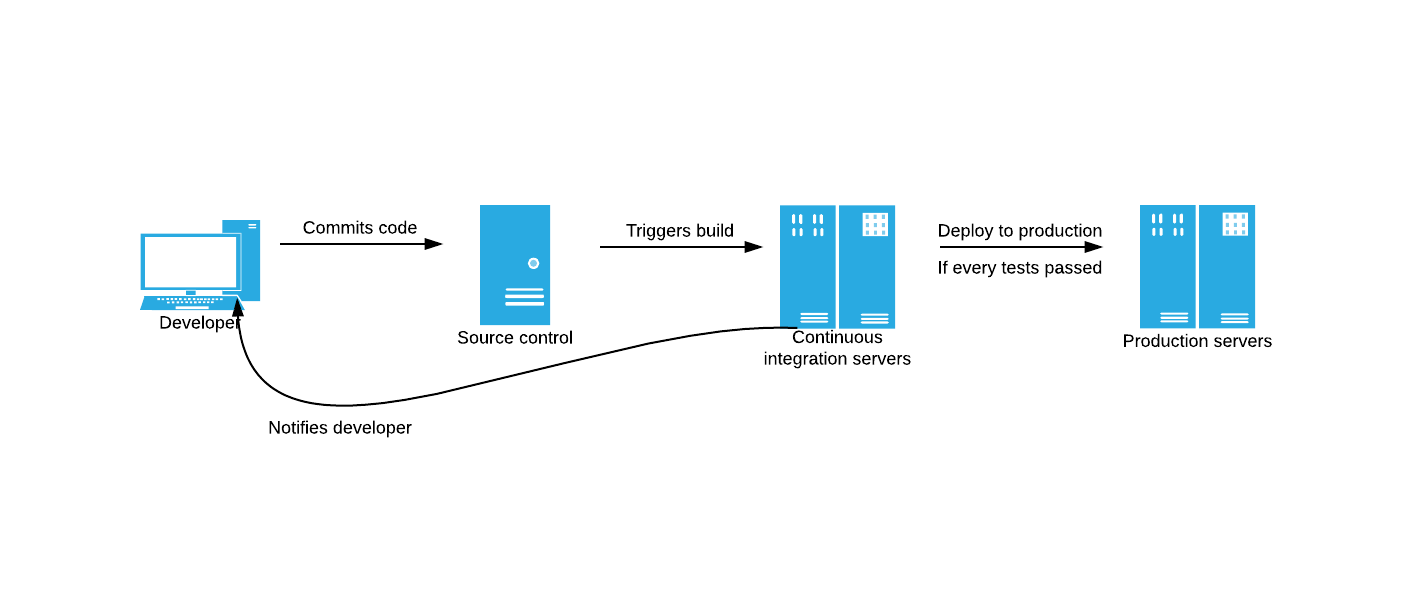 Commits code
Triggers build
Deploy to production
If every tests passed
Developer
Source control
Continuous
integration servers
Production servers
Notifies developer